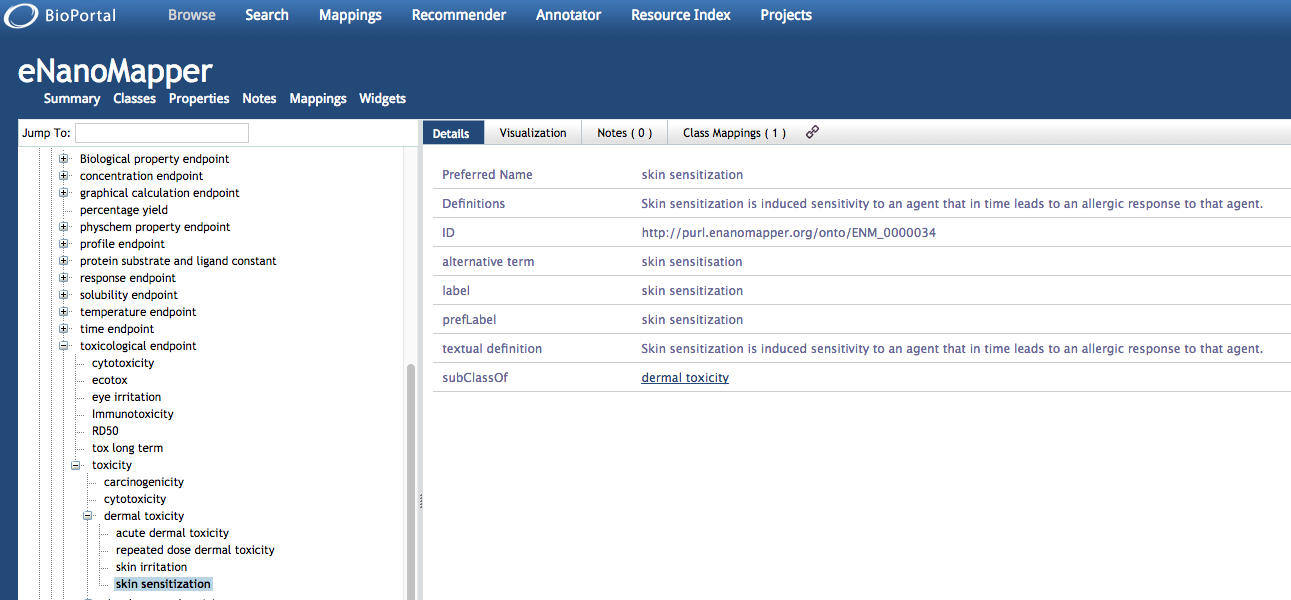 BioPortal Browse Search Mappings Recommender Annotator Resource Index Projects
eNanoMapper
Summary Classes Properties Notes Mappings Widgets
Jump To:
Biological property endpoint
concentration endpoint
graphical calculation endpoint
percentage yield
physchem property endpoint
profile endpoint
protein substrate and ligand constant
response endpoint
solubility endpoint
temperature endpoint
time endpoint
toxicological endpoint
cytotoxicity
ecotox
eye irritation
Immunotoxicity
RD50
tox long term
toxicity
carcinogenicity
cytotoxicity
dermal toxicity
acute dermal toxicity
repeated dose dermal toxicity
skin irritation
skin sensitization
Details Visualization Notes ( 0 ) Class Mappings ( 1 )
Preferred Name skin sensitization
Definitions Skin sensitization is induced sensitivity to an agent that in time leads to an allergic response to that agent.
ID http://purl.enanomapper.org/onto/ENM_0000034
alternative term skin sensitisation
label skin sensitization
prefLabel skin sensitization
textual definition Skin sensitization is induced sensitivity to an agent that in time leads to an allergic response to that agent.
subClassOf dermal toxicity